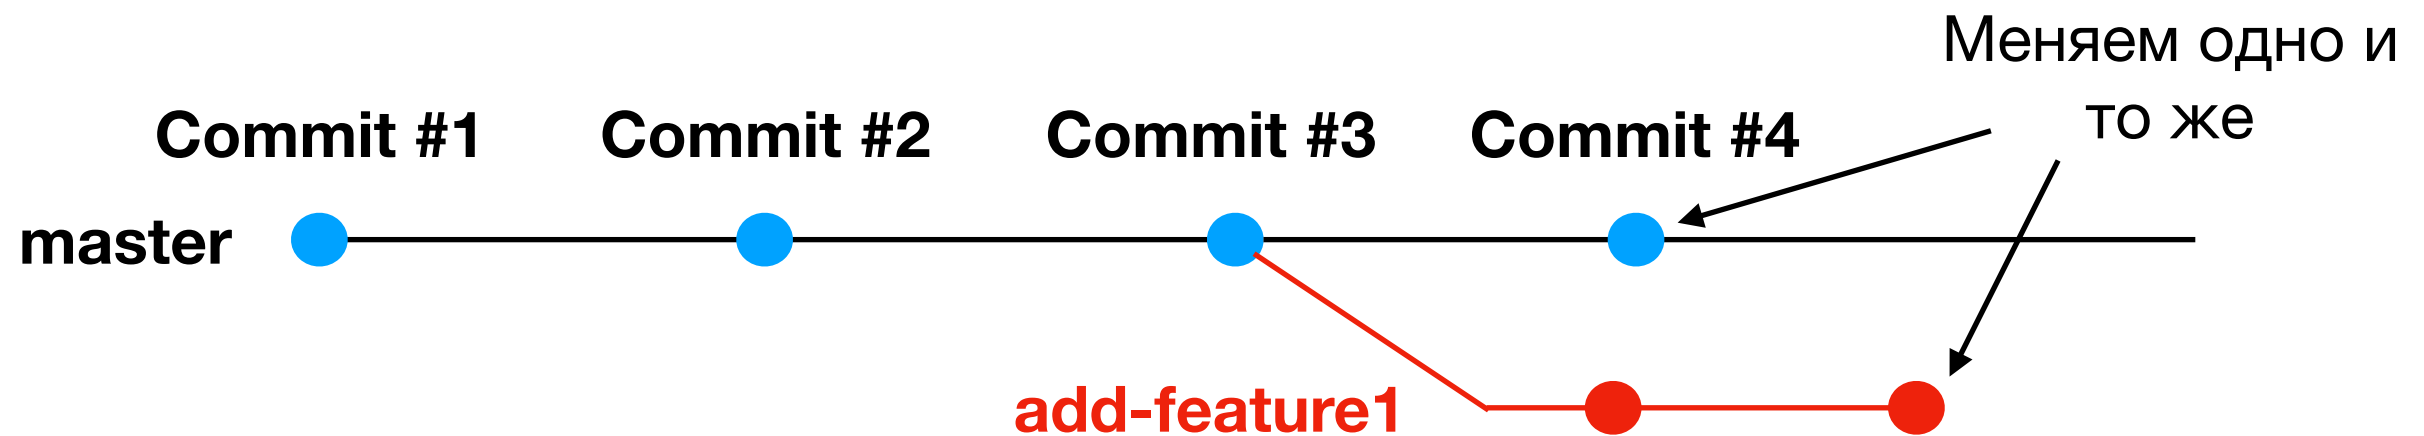 Меняем одно и
то же
Commit #1 Commit #2 Commit #3 Commit #4
master
add-feature1